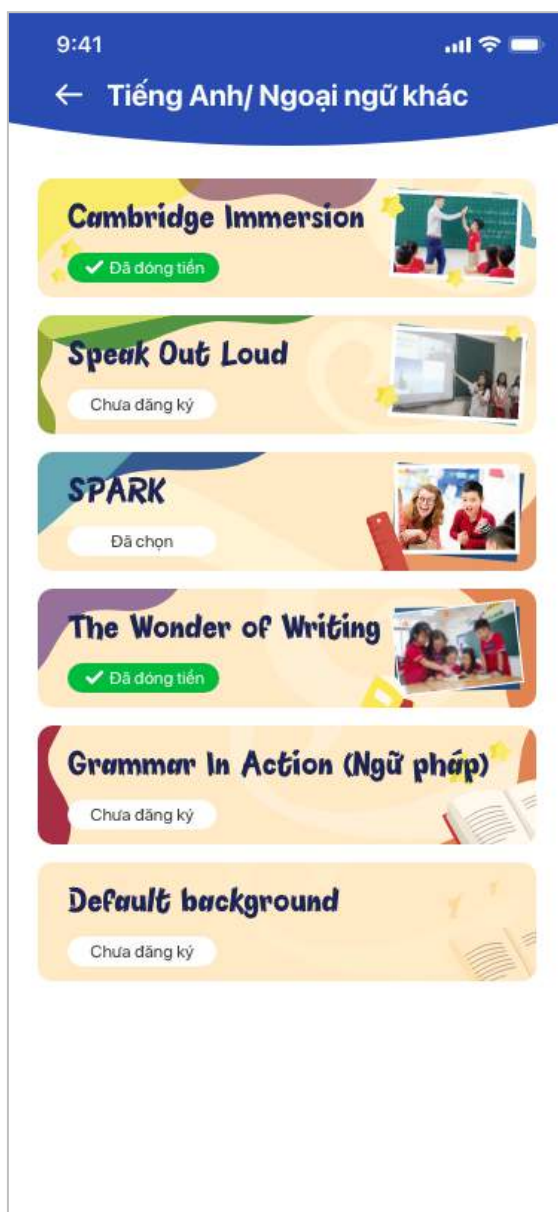 9:41
Tiếng Anh/ Ngoại ngữ khác
Cambridge Immersion
Đã đóng tiền
Speak Out Loud
Chưa đăng ký
SPARK
Đã chọn
The Wonder of Writing
Đã đóng tiền
Grammar In Action (Ngữ pháp)
Chưa đăng ký
Default background
Chưa đăng ký